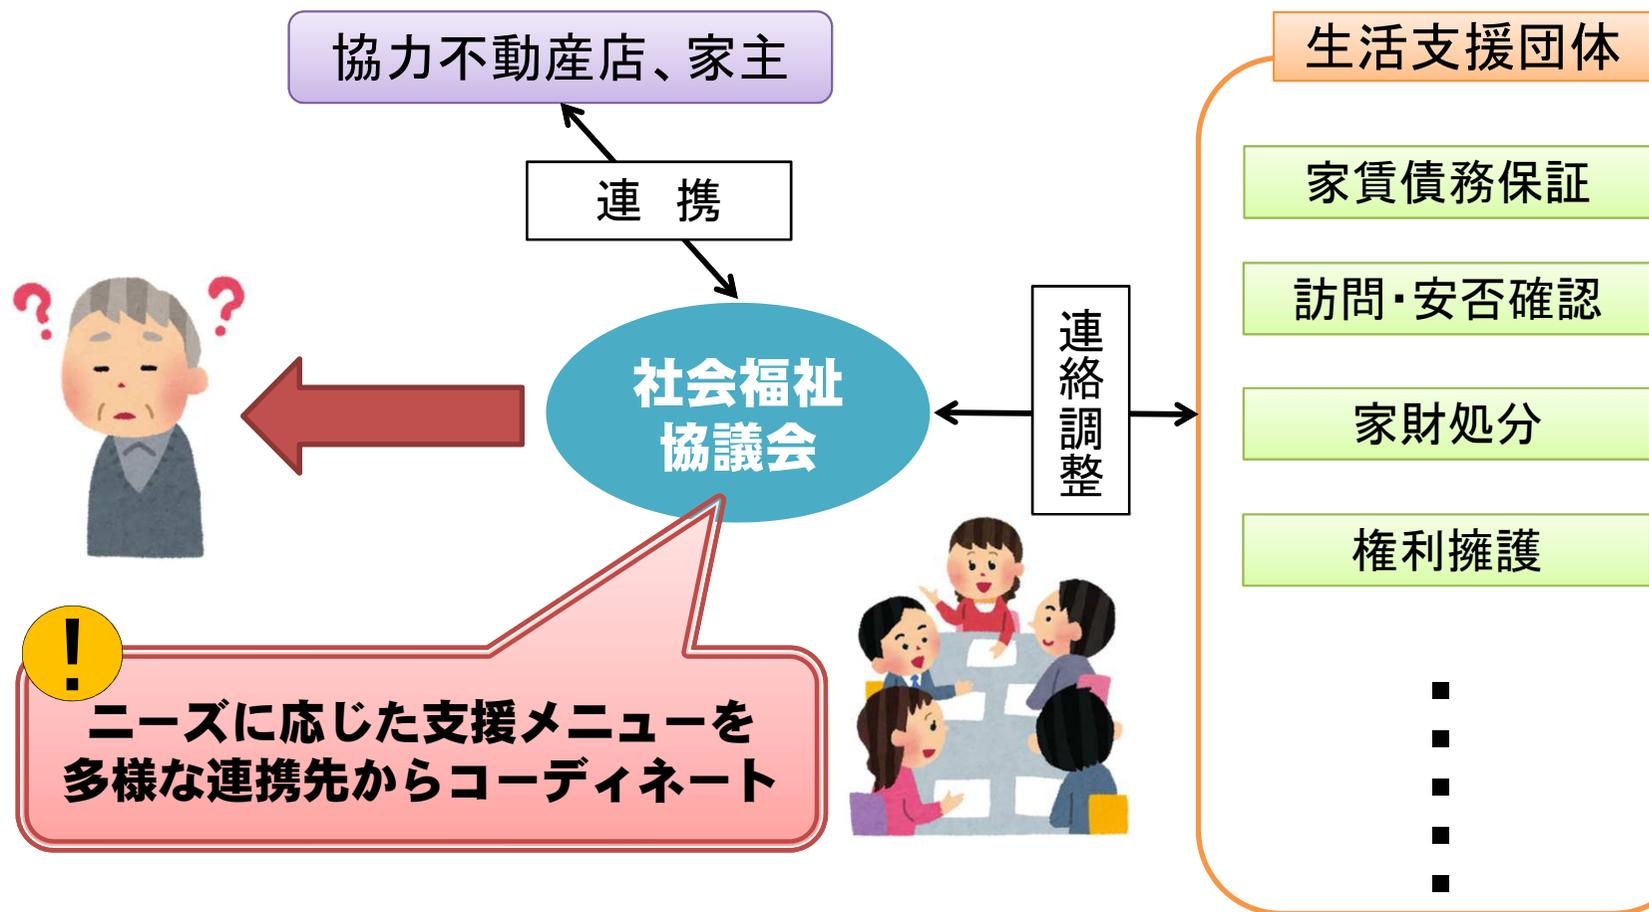 協力不動産店、家主
連 携
社会福祉
協議会
連絡調整
生活支援団体
家賃債務保証
訪問・安否確認
家財処分
権利擁護
?
?
!
ニーズに応じた支援メニューを
多様な連携先からコーディネート